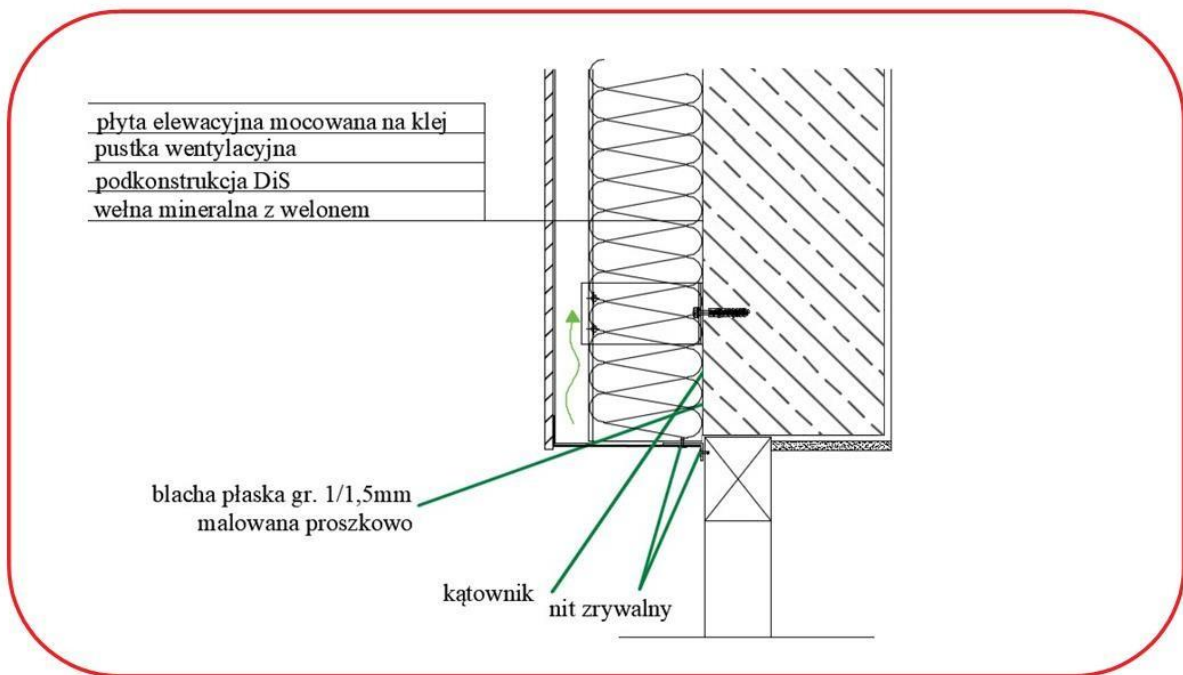 płyta elewacyjna mocowana na klej
pustka wentylacyjna
podkonstrukcja DiS
wełna mineralna z welonem
blacha płaska gr. 1/1,5mm
malowana proszkowo
kątownik
nit zrywalny